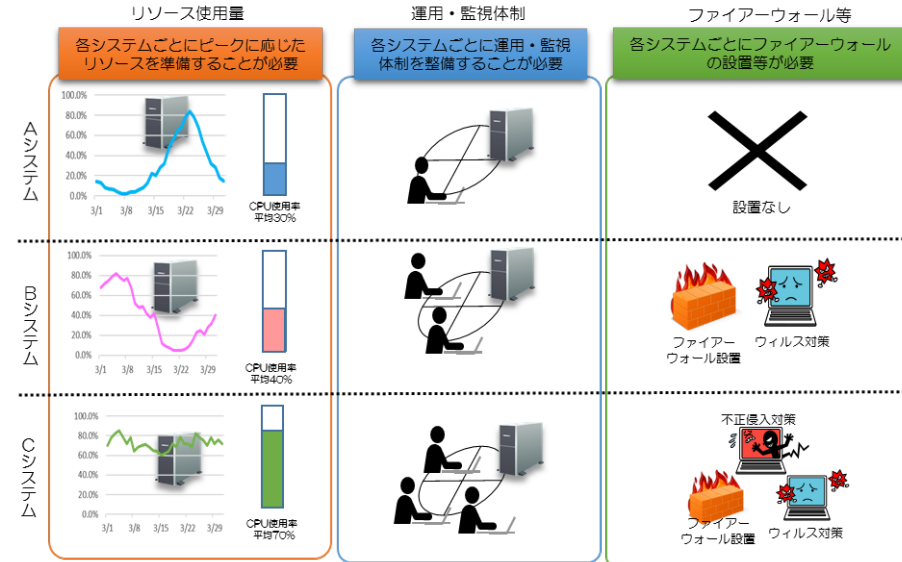 リソース使用量
運用・監視体制
ファイアーウォール等
各システムごとにピークに応じた
リソースを準備することが必要
各システムごとに運用・監視
体制を整備することが必要
各システムごとにファイアーウォール
の設置等が必要
Aシステム
100.0%
80.0%
60.0%
40.0%
20.0%
0.0%
3/1
3/8
3/15
3/22
3/29
CPU使用率
平均30%
設置なし
Bシステム
100.0%
80.0%
60.0%
40.0%
20.0%
0.0%
3/1
3/8
3/15
3/22
3/29
CPU使用率
平均40%
ファイアー
ウォール設置
ウィルス対策
Cシステム
100.0%
80.0%
60.0%
40.0%
20.0%
0.0%
3/1
3/8
3/15
3/22
3/29
CPU使用率
平均70%
不正侵入対策
ファイアー
ウォール設置
ウィルス対策